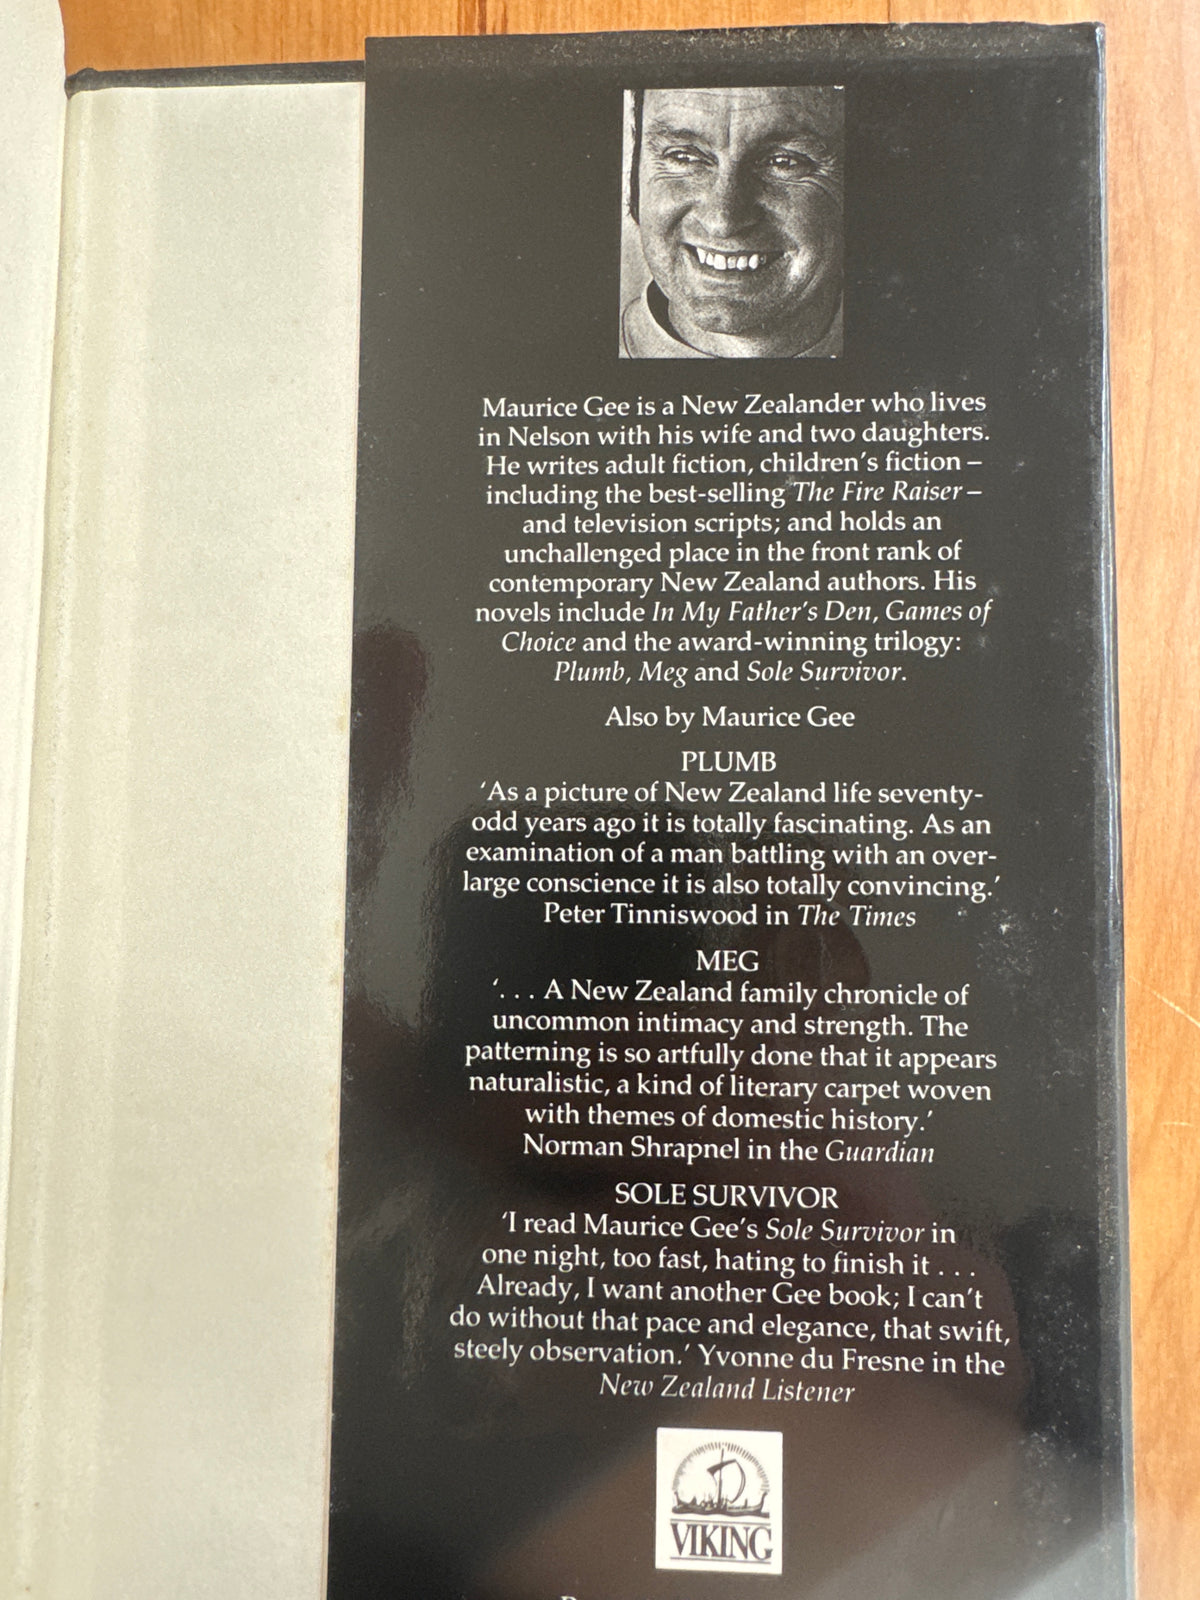 Maurice Gee is a New Zealander who lives
in Nelson with his wife and two daughters.
He writes adult fiction, children's fiction –
including the best-selling The Fire Raiser –
and television scripts; and holds an
unchallenged place in the front rank of
contemporary New Zealand authors. His
novels include In My Father's Den, Games of
Choice and the award-winning trilogy:
Plumb, Meg and Sole Survivor.
Also by Maurice Gee
PLUMB
'As a picture of New Zealand life seventy-
odd years ago it is totally fascinating. As an
examination of a man battling with an over-
large conscience it is also totally convincing.'
Peter Tinniswood in The Times
MEG
'. . . A New Zealand family chronicle of
uncommon intimacy and strength. The
patterning is so artfully done that it appears
naturalistic, a kind of literary carpet woven
with themes of domestic history.'
Norman Shrapnel in the Guardian
SOLE SURVIVOR
'I read Maurice Gee's Sole Survivor in
one night, too fast, hating to finish it . . .
Already, I want another Gee book; I can't
do without that pace and elegance, that swift,
steely observation.' Yvonne du Fresne in the
New Zealand Listener
VIKING